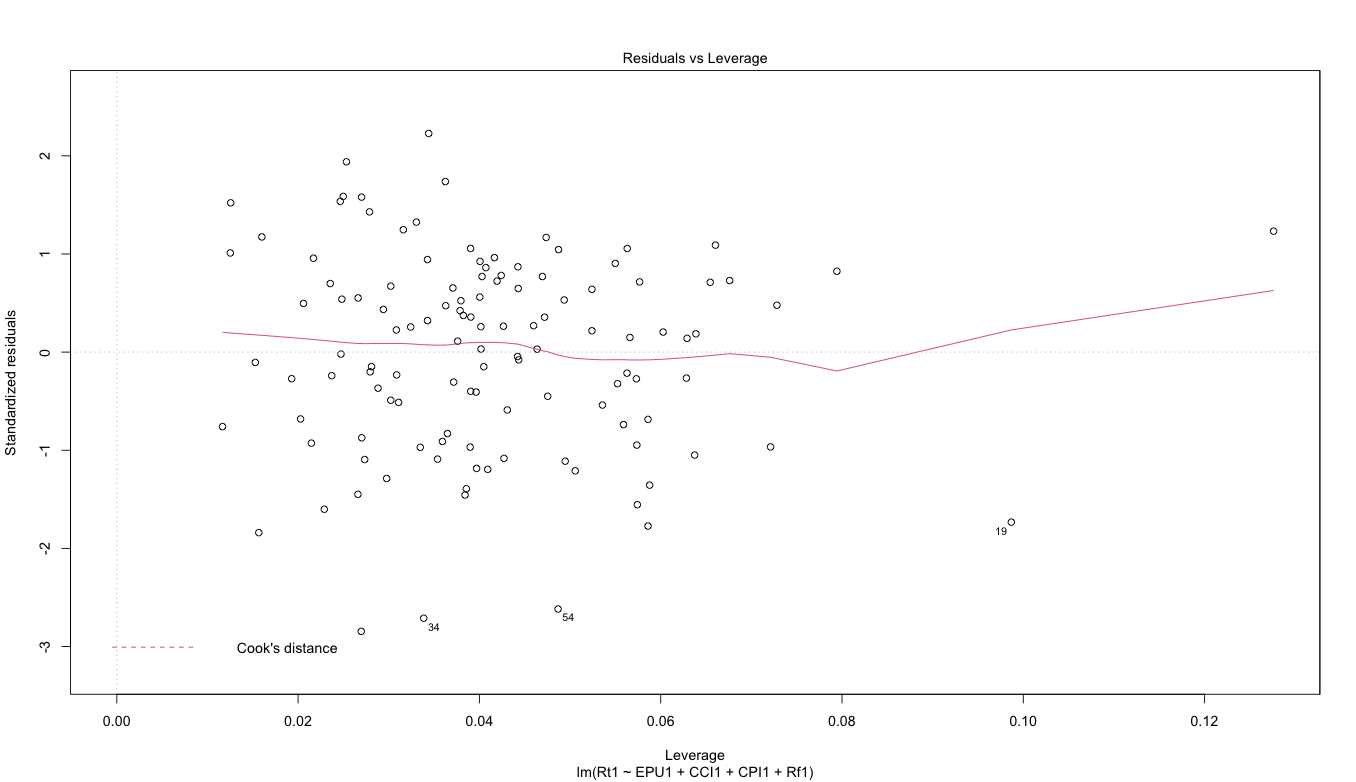 Residuals vs Leverage
Standardized residuals
2
1
0
-1
-2
-3
19
54
34
Cook's distance
0.00 0.02 0.04 0.06 0.08 0.10 0.12
Leverage
lm(Rt1 ~ EPU1 + CCI1 + CPI1 + Rf1)